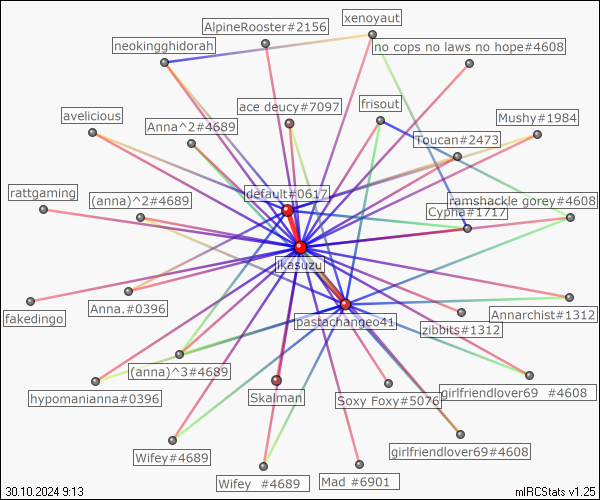 xenoyaut
AlpineRooster#2156
neokingghidorah
no cops no laws no hope#4608
ace deucy#7097
frisout
avelicious
Mushy#1984
Anna^2#4689
Toucan#2473
default#0617
rattgaming
(anna)^2#4689
ramshackle gorey#4608
Cypha#1717
jikasuzu
Anna.#0396
fakedingo
pastachangeo41
Annarchist#1312
zibbits#1312
(anna)^3#4689
hypomanianna#0396
Skalman
Soxy Foxy#5076
girlfriendlover69 #4608
Wifey#4689
girlfriendlover69#4608
Wifey #4689
Mad #6901
30.10.2024 9:13
mIRCStats v1.25